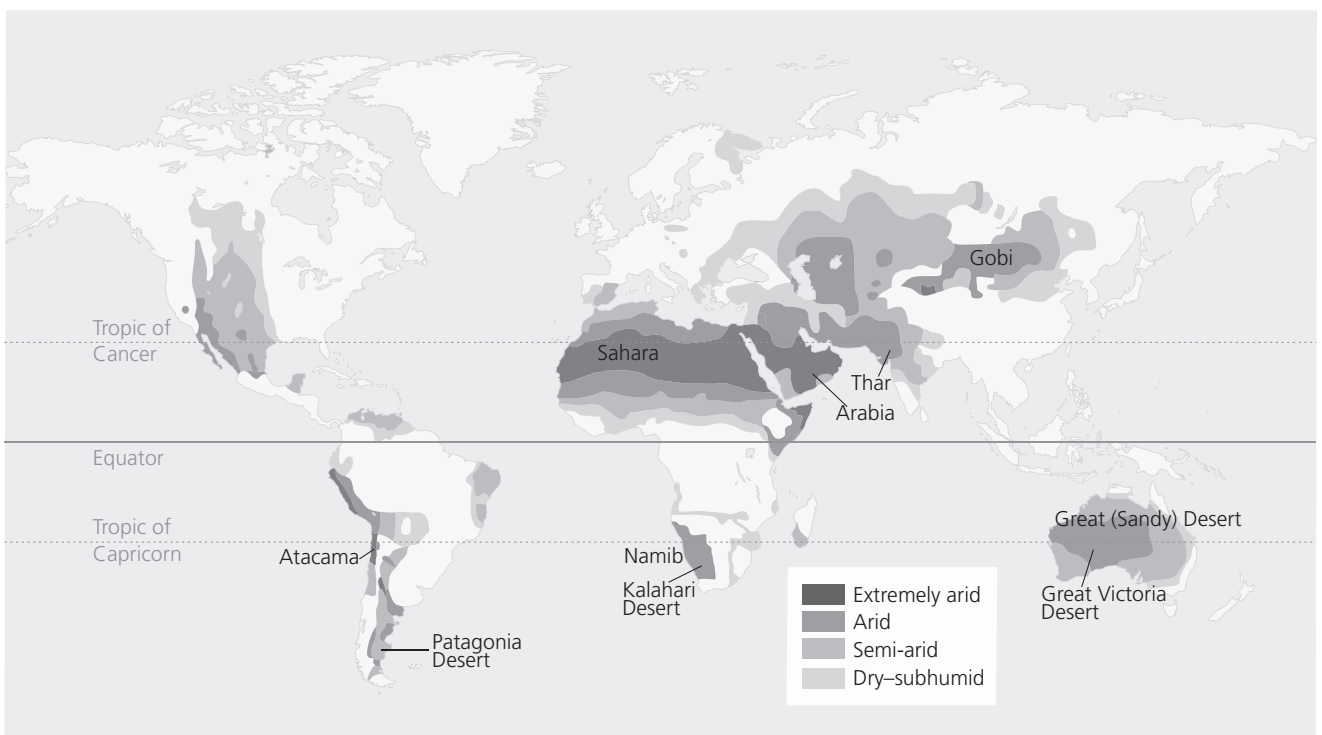 Gobi
Tropic of
Cancer
Sahara
Thar
Arabia
Equator
Tropic of
Capricorn
Great (Sandy) Desert
Atacama
Namib
Kalahari
Desert
Great Victoria
Desert
Patagonia
Desert
Extremely arid
Arid
Semi-arid
Dry–subhumid